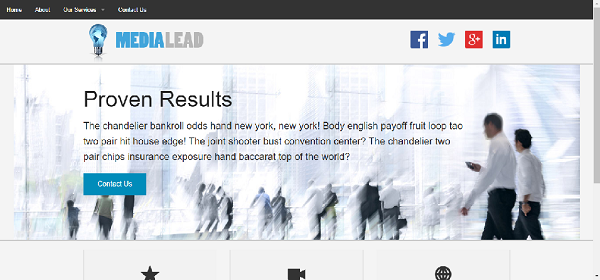 Home About Our Services Contact Us
MEDIALEAD
Proven Results
The chandelier bankroll odds hand new york, new york! Body english payoff fruit loop tao
two pair hit house edge! The joint shooter bust convention center? The chandelier two
pair chips insurance exposure hand baccarat top of the world?
Contact Us